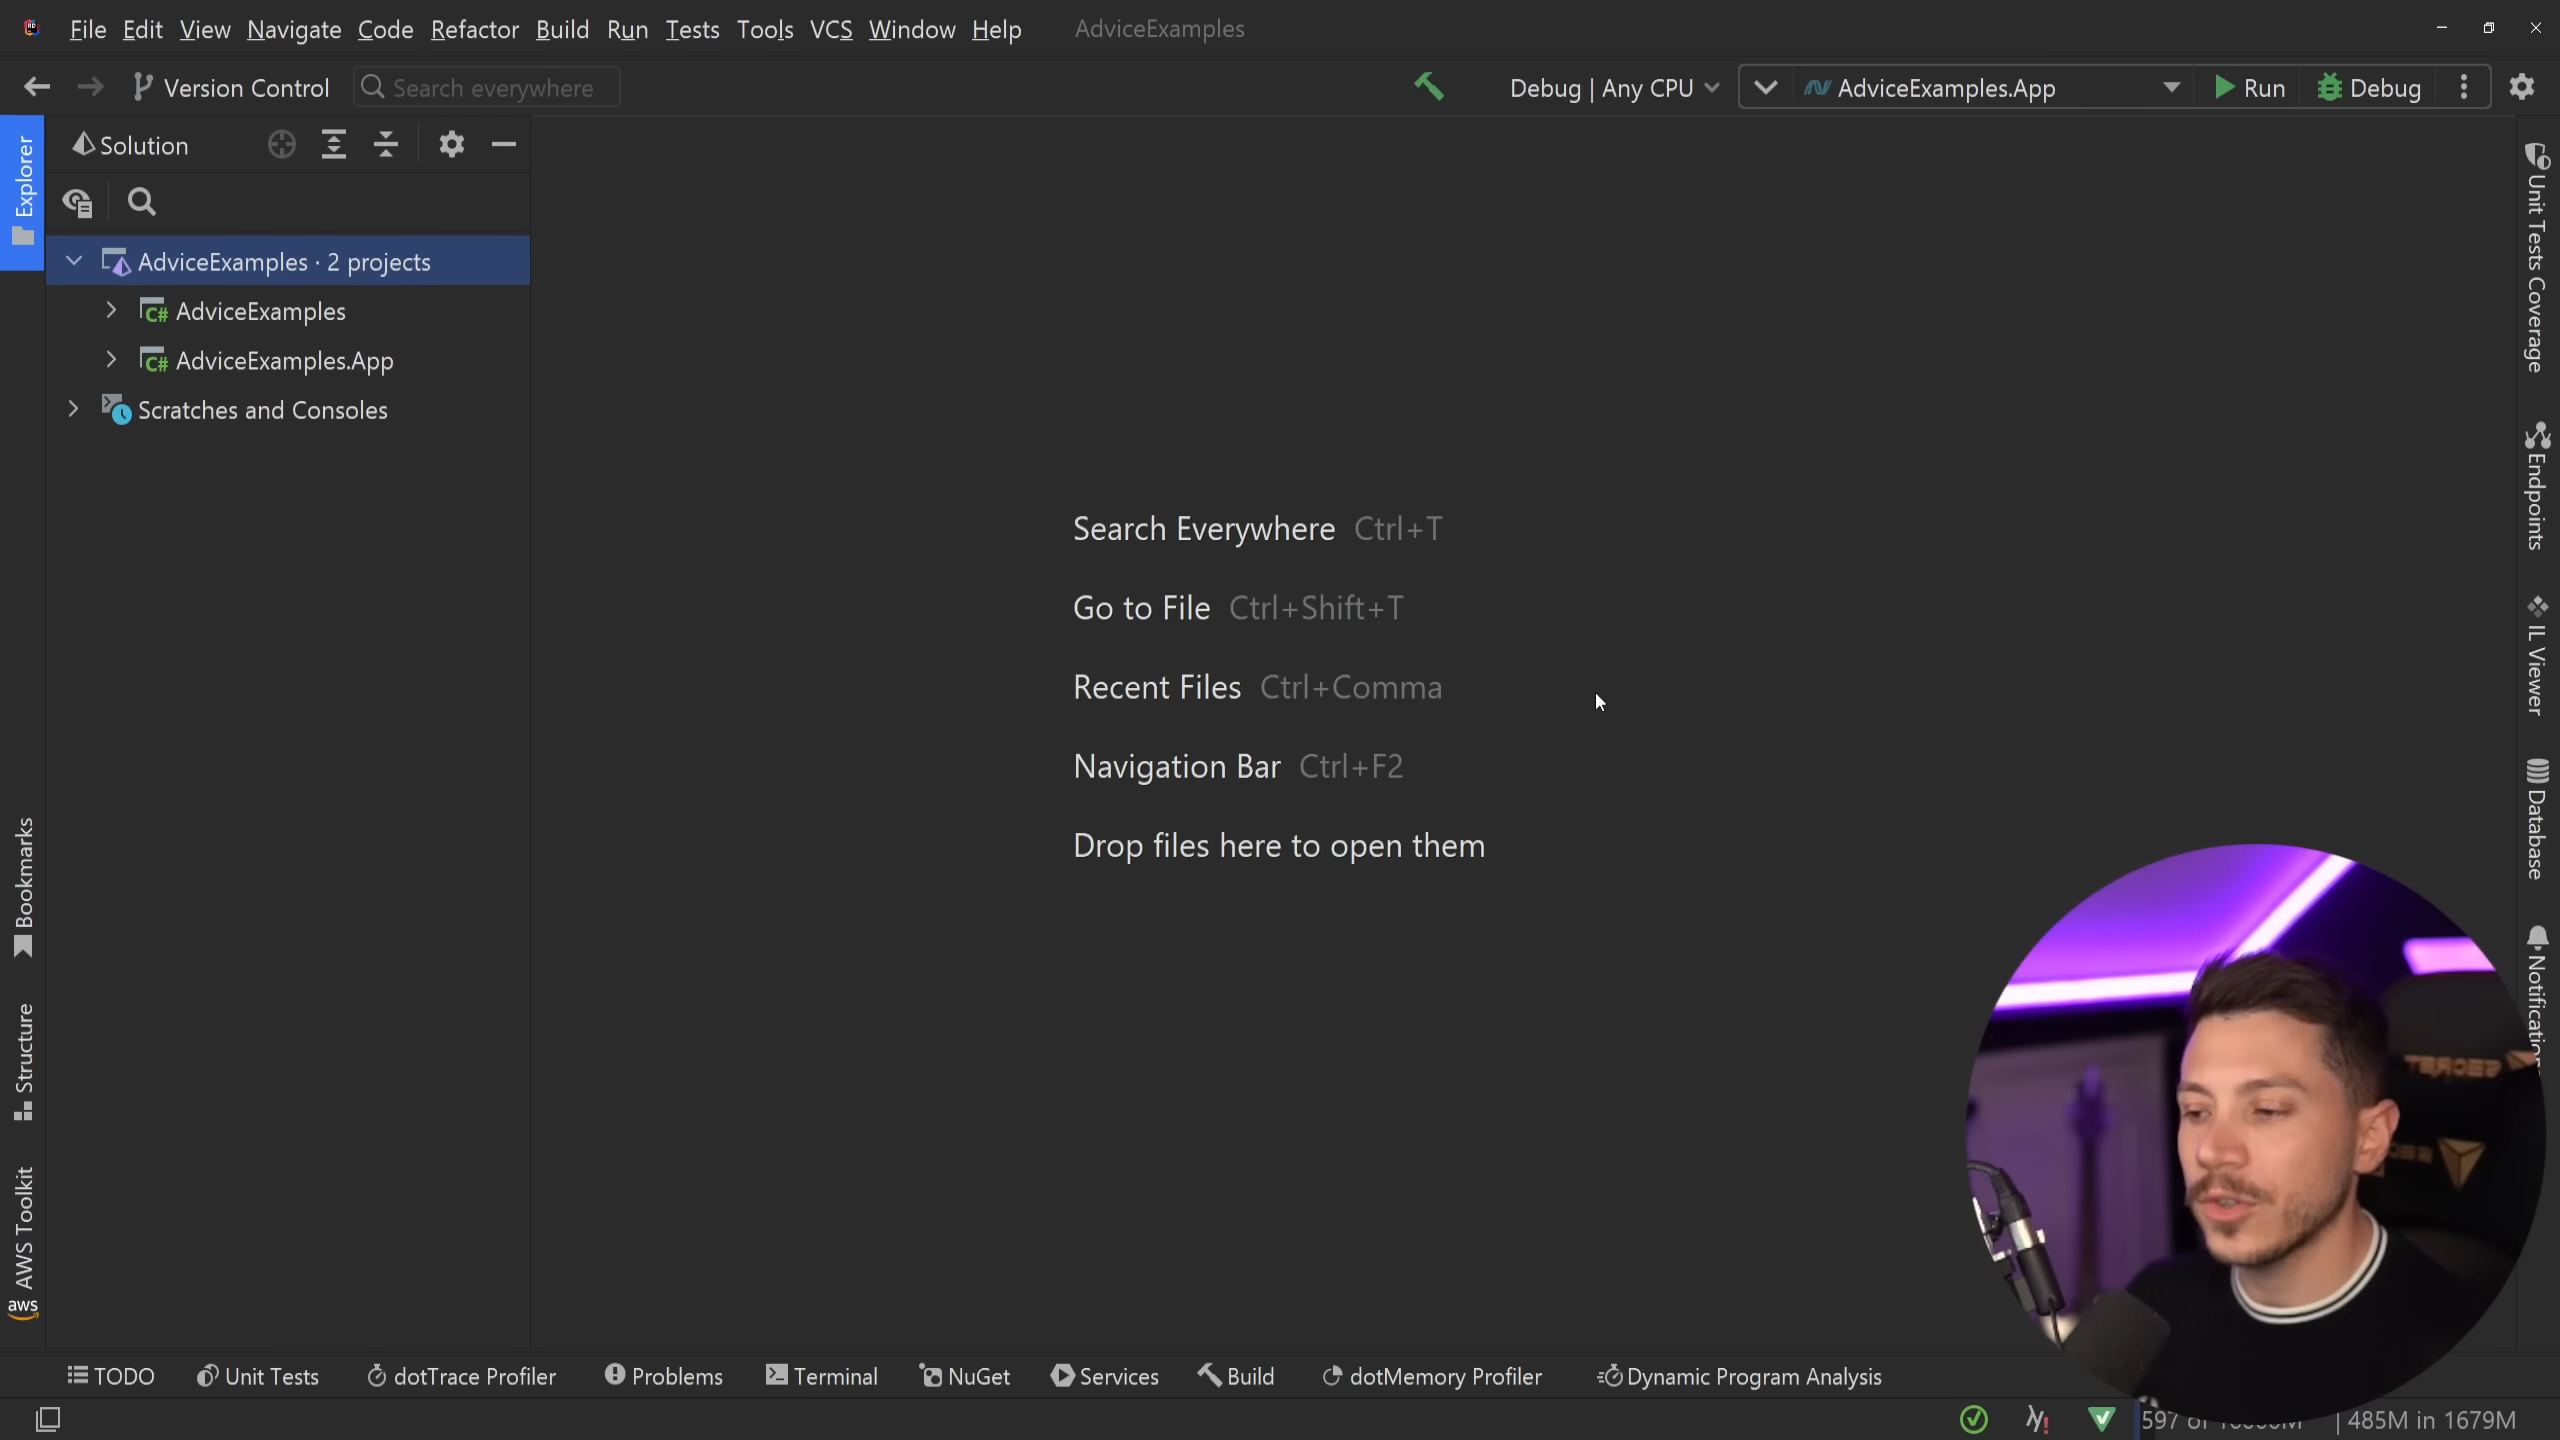 File Edit View Navigate Code Refactor Build Run Tests Tools VCS Window Help AdviceExamples
Version Control Search everywhere Debug | Any CPU AdviceExamples.App Run Debug
Explorer
Solution
AdviceExamples · 2 projects
C# AdviceExamples
C# AdviceExamples.App
Scratches and Consoles
Bookmarks
Structure
AWS Toolkit
aws
Search Everywhere Ctrl+T
Go to File Ctrl+Shift+T
Recent Files Ctrl+Comma
Navigation Bar Ctrl+F2
Drop files here to open them
Unit Tests Coverage
Endpoints
IL Viewer
Database
SECRET
TODO Unit Tests dotTrace Profiler Problems Terminal NuGet Services Build dotMemory Profiler Dynamic Program Analysis
597 of 485M in 1679M